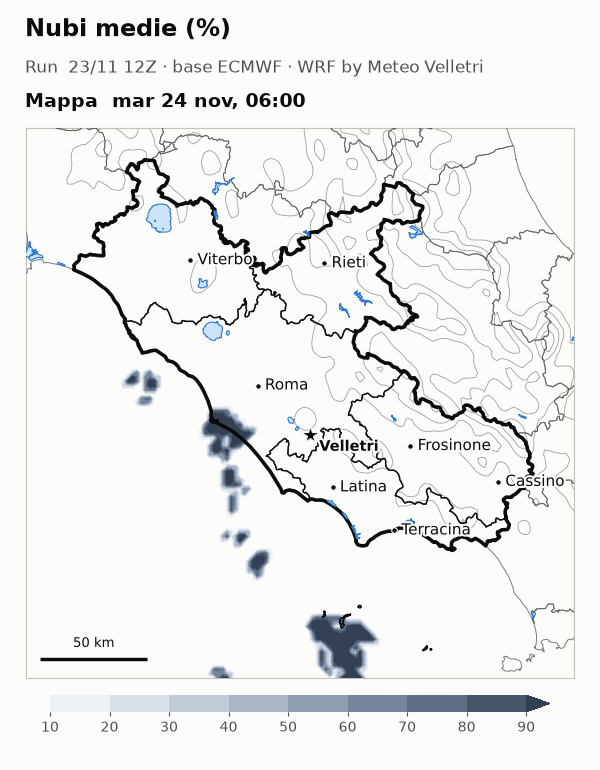 Nubi medie (%)
Run  23/11 12Z · base ECMWF · WRF by Meteo Velletri
Mappa  mar 24 nov, 06:00
Viterbo
Rieti
Roma
Velletri
Frosinone
Cassino
Latina
Terracina
50 km
10 20 30 40 50 60 70 80 90